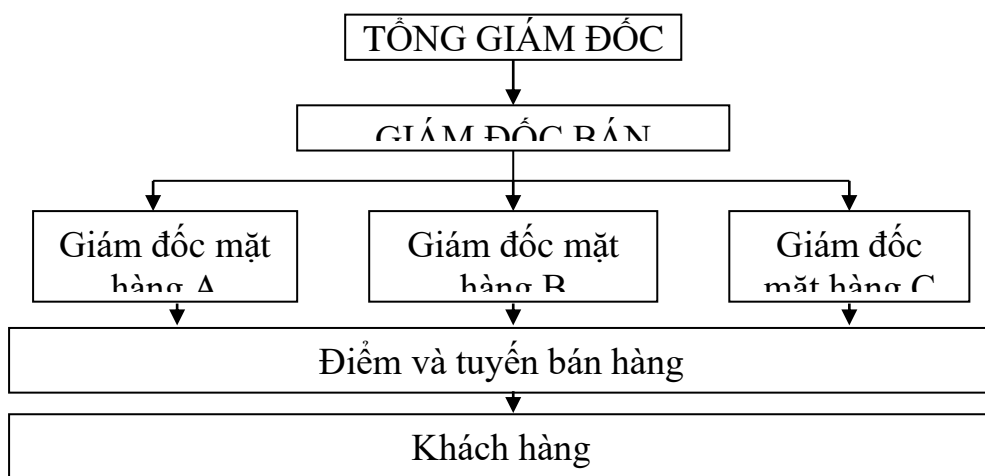 TỔNG GIÁM ĐỐC
GIÁM ĐỐC BÁN
Giám đốc mặt
hàng A
Giám đốc mặt
hàng B
Giám đốc
mặt hàng C
Điểm và tuyến bán hàng
Khách hàng